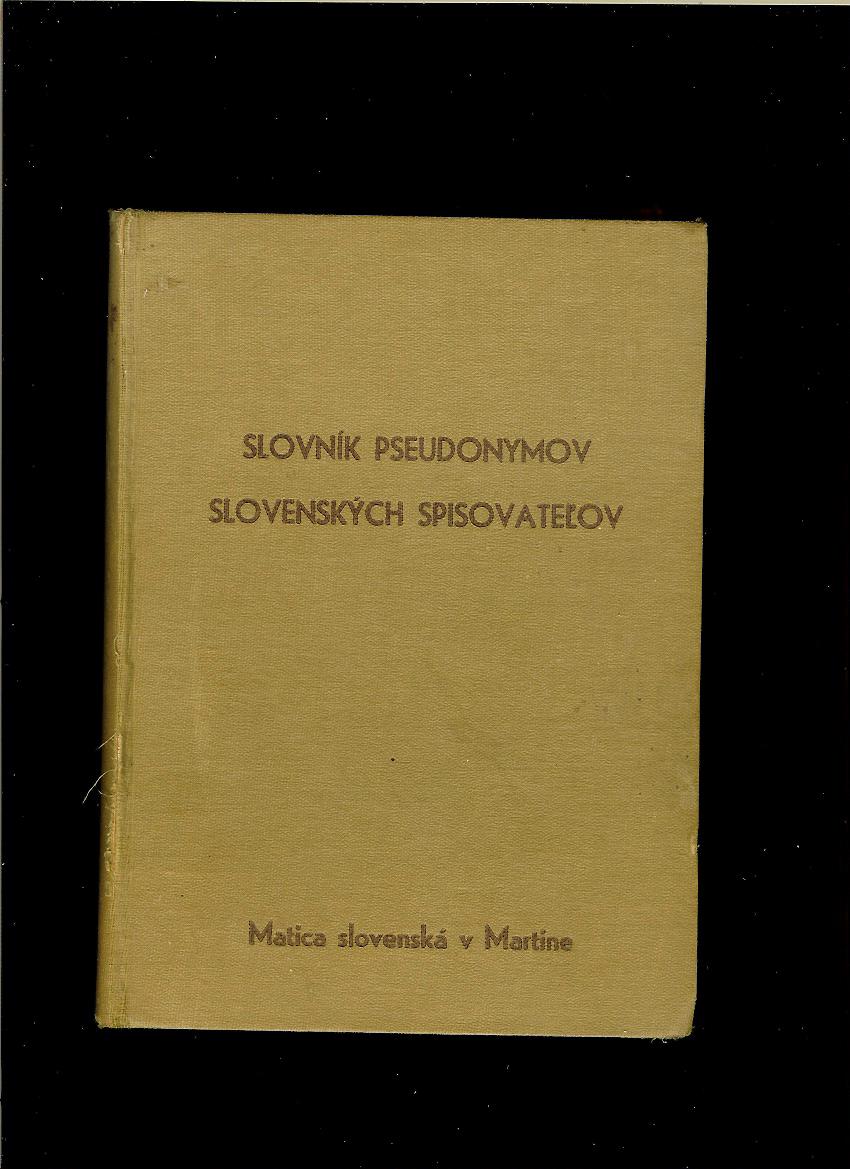 SLOVNÍK PSEUDONYMOV
SLOVENSKÝCH SPISOVATEĽOV
Matica slovenská v Martine